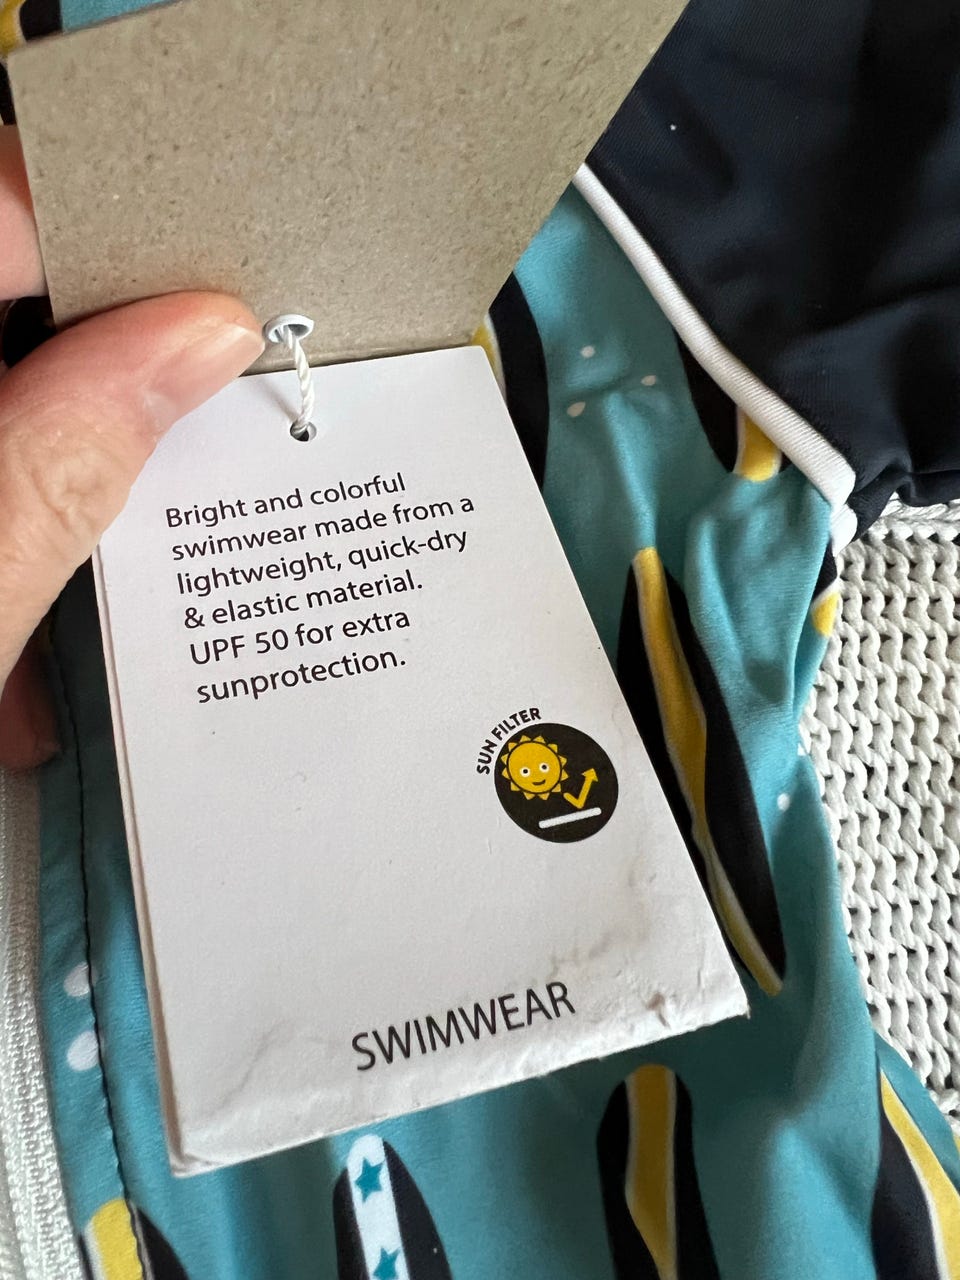 Bright and colorful
swimwear made from a
lightweight, quick-dry
& elastic material.
UPF 50 for extra
sunprotection.
SUN FILTER
SWIMWEAR